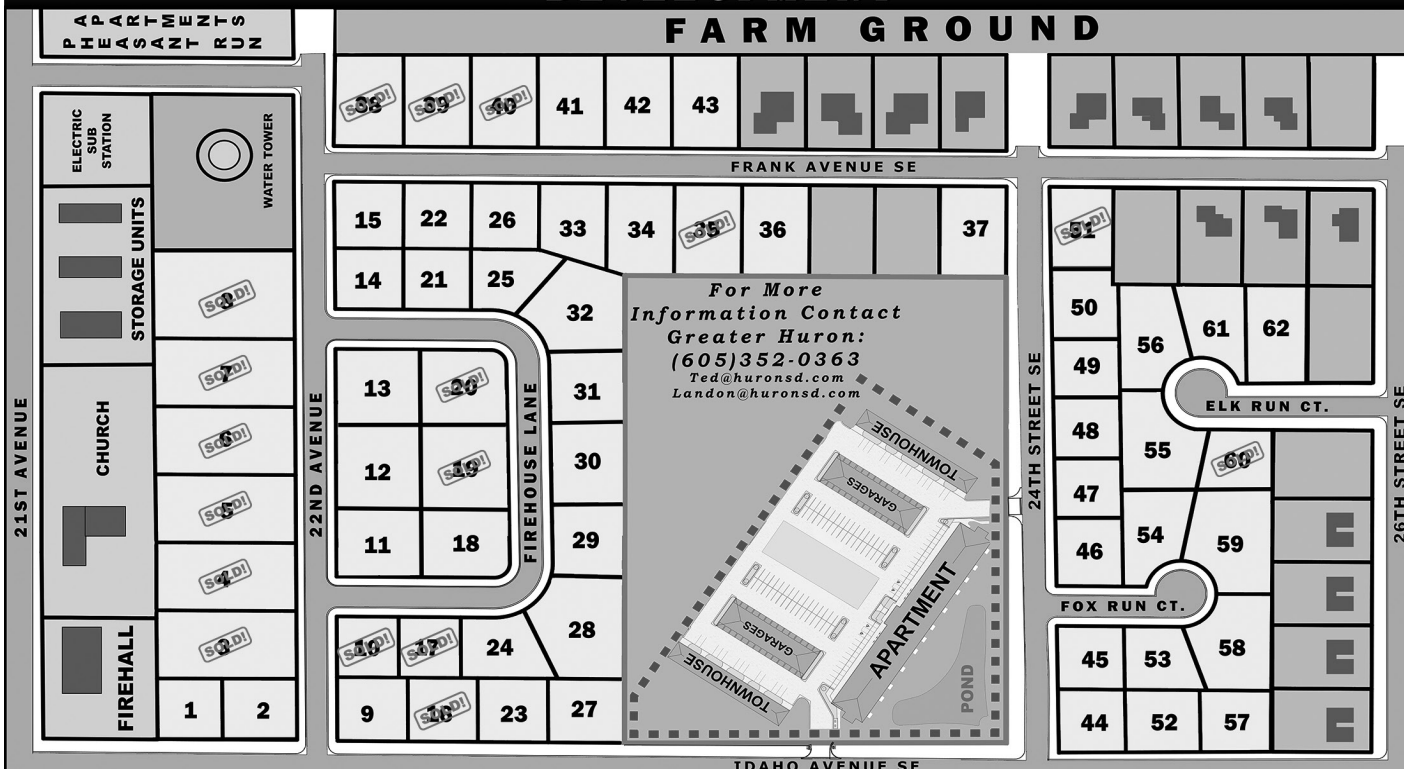 A PARTMENTS
PHEASANT RUN
FARM GROUND
SOLD!
38
SOLD!
39
SOLD!
40
SOLD!
41
42
43
FRANK AVENUE SE
ELECTRIC
SUB
STATION
WATER TOWER
STORAGE UNITS
CHURCH
FIREHALL
21ST AVENUE
22ND AVENUE
8
SOLD!
7
SOLD!
6
SOLD!
5
SOLD!
4
SOLD!
3
SOLD!
1
2
15
22
26
33
34
35
SOLD!
36
37
14
21
25
32
13
20
SOLD!
31
12
19
SOLD!
30
11
18
29
FIREHOUSE LANE
10
SOLD!
17
SOLD!
24
28
9
16
SOLD!
23
27
For More
Information Contact
Greater Huron:
(605)352-0363
Ted@huronsd.com
Landon@huronsd.com
TOWNHOUSE
GARAGES
GARAGES
TOWNHOUSE
APARTMENT
POND
IDAHO AVENUE SE
24TH STREET SE
51
SOLD!
50
49
48
47
46
56
61
62
ELK RUN CT.
55
60
SOLD!
54
59
FOX RUN CT.
45
53
58
44
52
57
26TH STREET SE